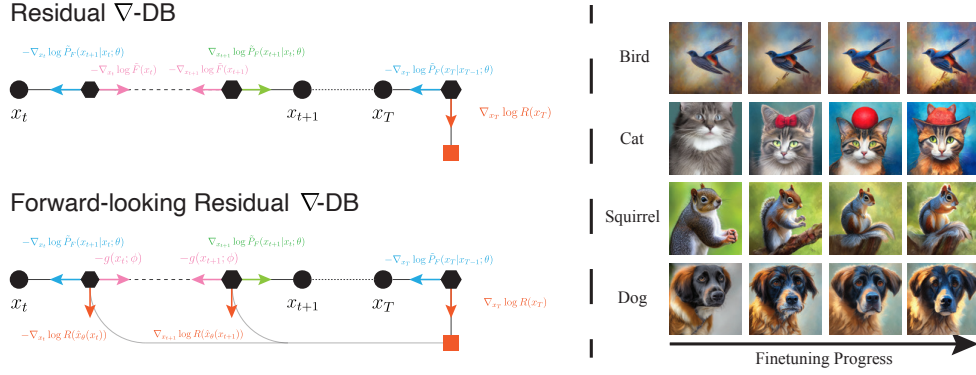 Residual ∇-DB
−∇_{x_t} log P̃_F(x_{t+1}|x_t; θ)
∇_{x_{t+1}} log P̃_F(x_{t+1}|x_t; θ)
−∇_{x_T} log P̃_F(x_T|x_{T−1}; θ)
−∇_{x_t} log F̃(x_t)
−∇_{x_{t+1}} log F̃(x_{t+1})
x_t
x_{t+1}
x_T
∇_{x_T} log R(x_T)
Forward-looking Residual ∇-DB
−∇_{x_t} log P̃_F(x_{t+1}|x_t; θ)
∇_{x_{t+1}} log P̃_F(x_{t+1}|x_t; θ)
−g(x_t; ϕ)
−g(x_{t+1}; ϕ)
−∇_{x_T} log P̃_F(x_T|x_{T−1}; θ)
x_t
x_{t+1}
x_T
∇_{x_T} log R(x_T)
−∇_{x_t} log R(x̂_θ(x_t))
∇_{x_{t+1}} log R(x̂_θ(x_{t+1}))
Bird
Cat
Squirrel
Dog
Finetuning Progress